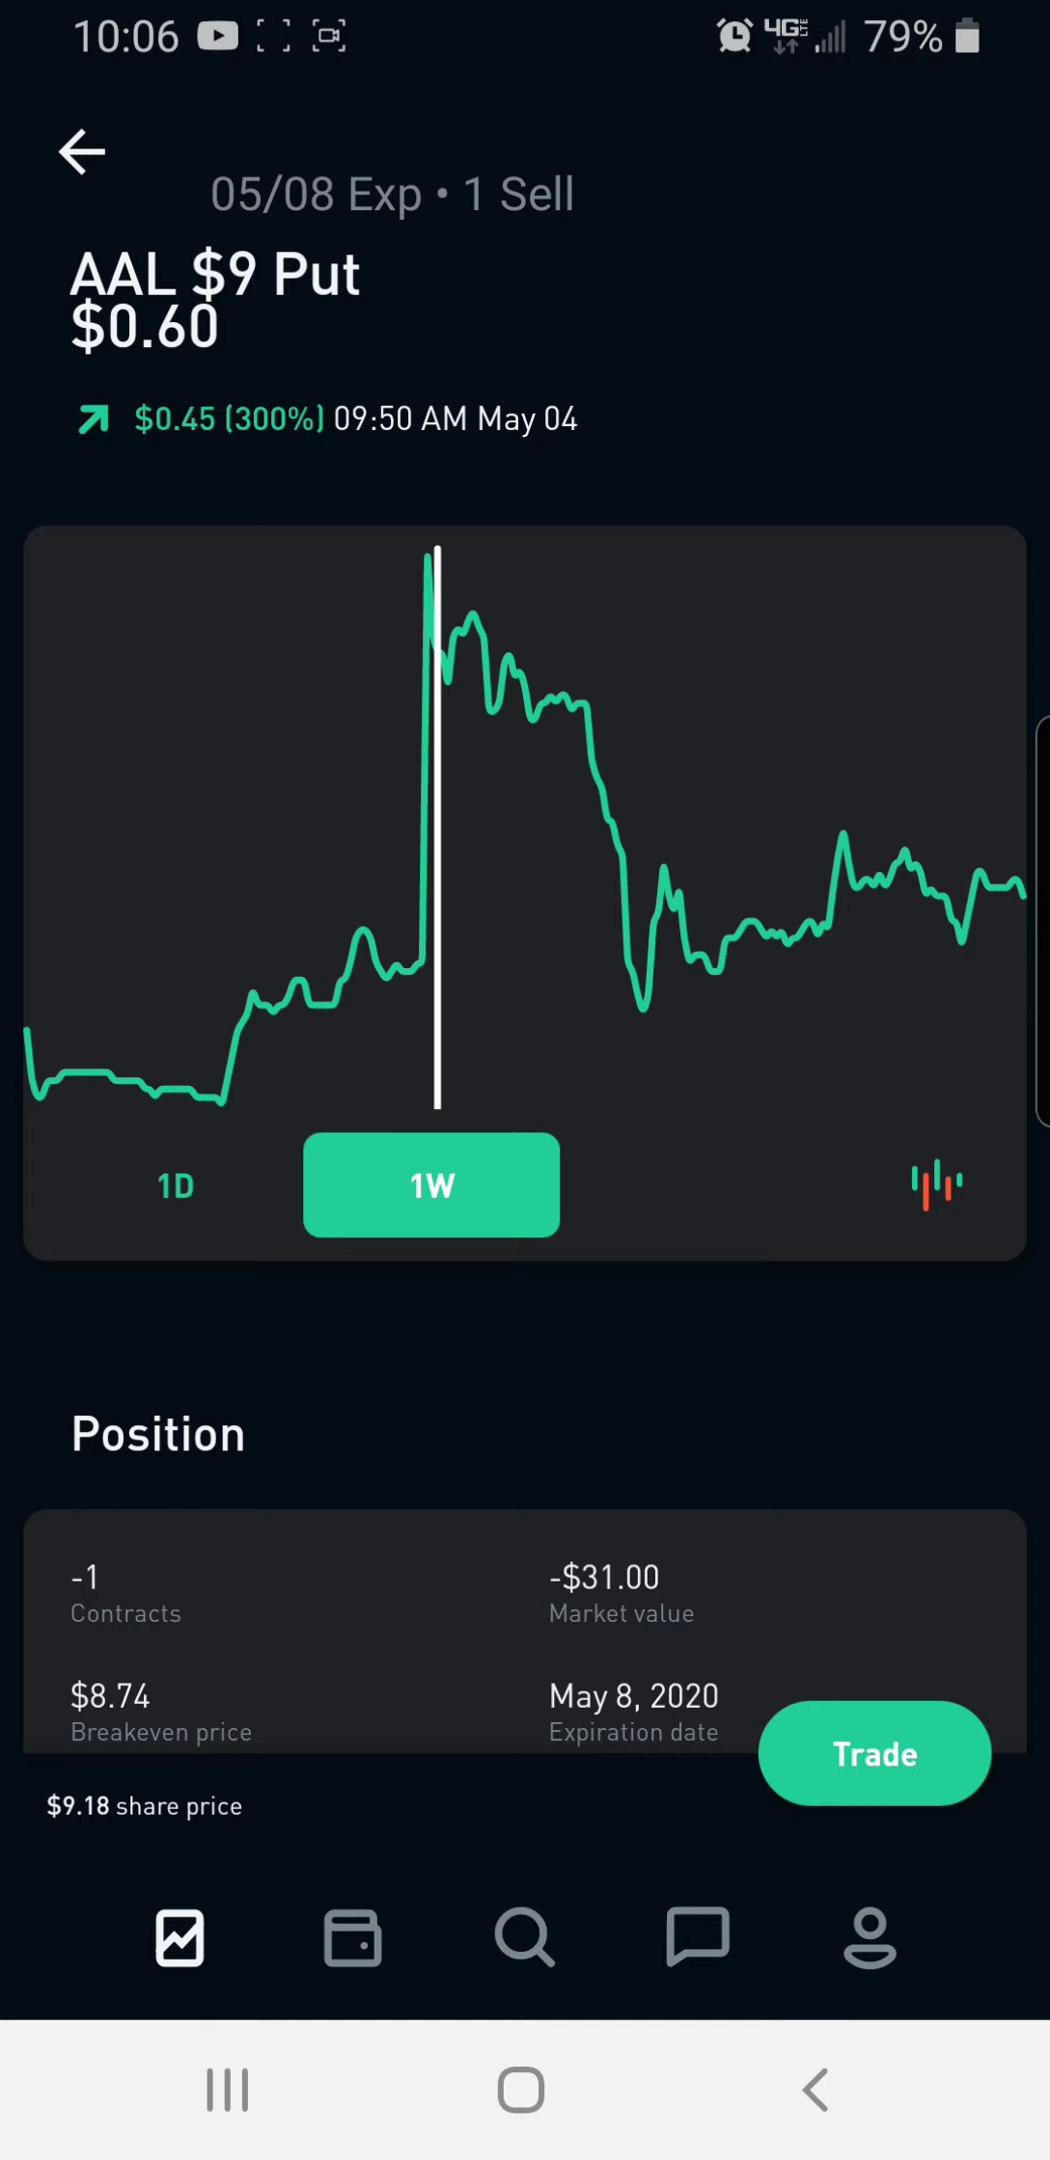 10:06 4G LTE 79%
05/08 Exp • 1 Sell
AAL $9 Put
$0.60
$0.45 (300%) 09:50 AM May 04
1D 1W
Position
-1 -$31.00
Contracts Market value
$8.74 May 8, 2020
Breakeven price Expiration date
Trade
$9.18 share price